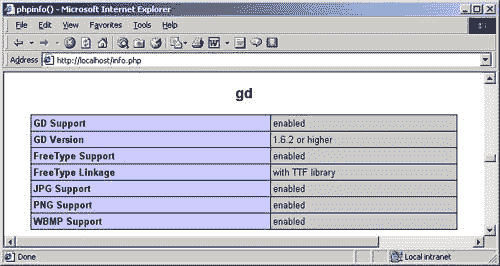 phpinfo() - Microsoft Internet Explorer
File Edit View Favorites Tools Help
Address http://localhost/info.php
gd
GD Support enabled
GD Version 1.6.2 or higher
FreeType Support enabled
FreeType Linkage with TTF library
JPG Support enabled
PNG Support enabled
WBMP Support enabled
Done Local intranet